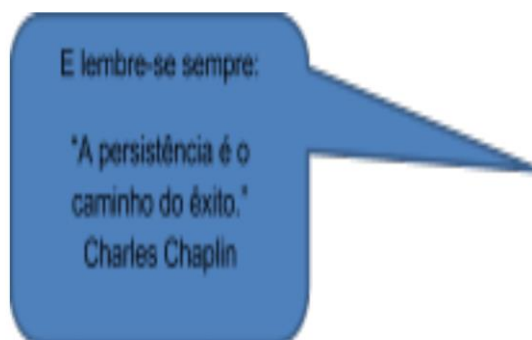 E lembre-se sempre:
"A persistência é o
caminho do êxito."
Charles Chaplin